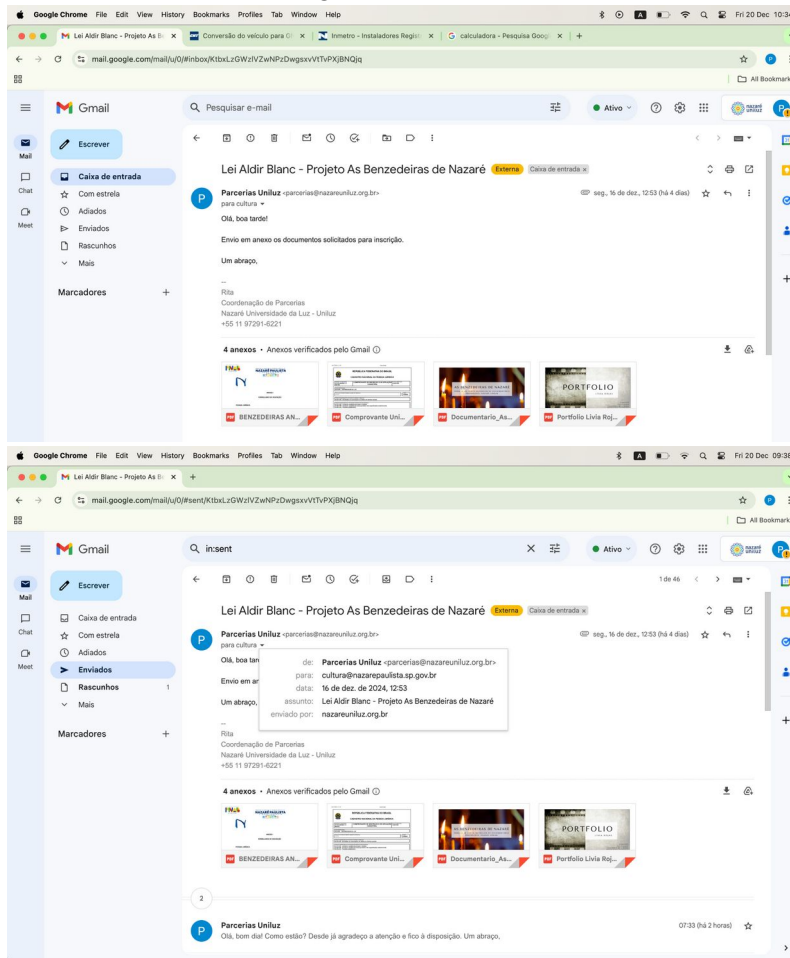 Google Chrome File Edit View History Bookmarks Profiles Tab Window Help Fri 20 Dec 10:34
Lei Aldir Blanc - Projeto As Be Conversão do veículo para G Inmetro - Instaladores Regist calculadora - Pesquisa Goog
mail.google.com/mail/u/0/#inbox/KtbxLzGWzlVZwNPzDwgsxvVtTvPXjBNQjq
All Bookmark
Gmail Pesquisar e-mail Ativo nazaré uniluz
Escrever
Mail
Lei Aldir Blanc - Projeto As Benzedeiras de Nazaré Externa Caixa de entrada x
Caixa de entrada
Chat
Com estrela
Parcerias Uniluz <parcerias@nazareuniluz.org.br> seg., 16 de dez., 12:53 (há 4 dias)
para cultura
Adiados
Meet
Olá, boa tarde!
Enviados
Rascunhos
Envio em anexo os documentos solicitados para inscrição.
Mais
Um abraço,
Marcadores +
--
Rita
Coordenação de Parcerias
Nazaré Universidade da Luz - Uniluz
+55 11 97291-6221
4 anexos • Anexos verificados pelo Gmail
PORTFOLIO
PDF BENZEDEIRAS AN... PDF Comprovante Uni... PDF Documentario_As... PDF Portfolio Livia Roj...
Google Chrome File Edit View History Bookmarks Profiles Tab Window Help Fri 20 Dec 09:38
Lei Aldir Blanc - Projeto As Be
mail.google.com/mail/u/0/#sent/KtbxLzGWzlVZwNPzDwgsxvVtTvPXjBNQjq
All Bookmark
Gmail in:sent Ativo nazaré uniluz
Escrever
1 de 46
Mail
Lei Aldir Blanc - Projeto As Benzedeiras de Nazaré Externa Caixa de entrada x
Caixa de entrada
Chat
Com estrela
Parcerias Uniluz <parcerias@nazareuniluz.org.br> seg., 16 de dez., 12:53 (há 4 dias)
para cultura
Adiados
Meet
Olá, boa tar
de: Parcerias Uniluz <parcerias@nazareuniluz.org.br>
Enviados
para: cultura@nazarepaulista.sp.gov.br
Envio em an
Rascunhos 1
data: 16 de dez. de 2024, 12:53
Mais
Um abraço,
assunto: Lei Aldir Blanc - Projeto As Benzedeiras de Nazaré
enviado por: nazareuniluz.org.br
Marcadores +
--
Rita
Coordenação de Parcerias
Nazaré Universidade da Luz - Uniluz
+55 11 97291-6221
4 anexos • Anexos verificados pelo Gmail
PORTFOLIO
PDF BENZEDEIRAS AN... PDF Comprovante Uni... PDF Documentario_As... PDF Portfolio Livia Roj...
2
Parcerias Uniluz 07:33 (há 2 horas)
Olá, bom dia! Como estão? Desde já agradeço a atenção e fico à disposição. Um abraço,